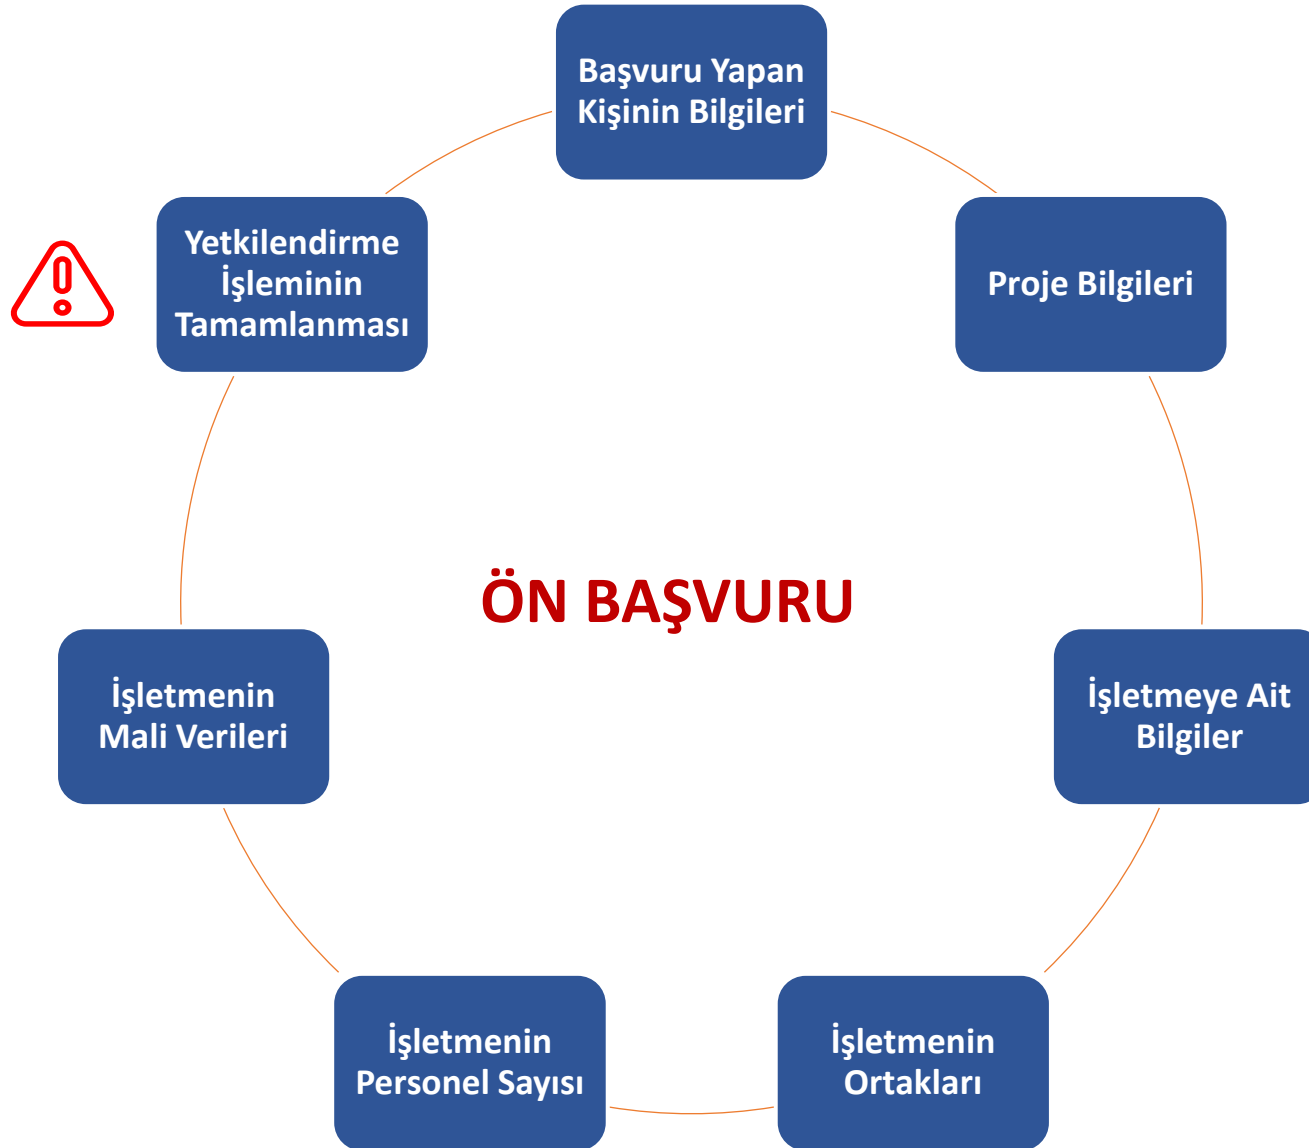 Başvuru Yapan
Kişinin Bilgileri
Proje Bilgileri
İşletmeye Ait
Bilgiler
İşletmenin
Ortakları
İşletmenin
Personel Sayısı
İşletmenin
Mali Verileri
Yetkilendirme
İşleminin
Tamamlanması
ÖN BAŞVURU